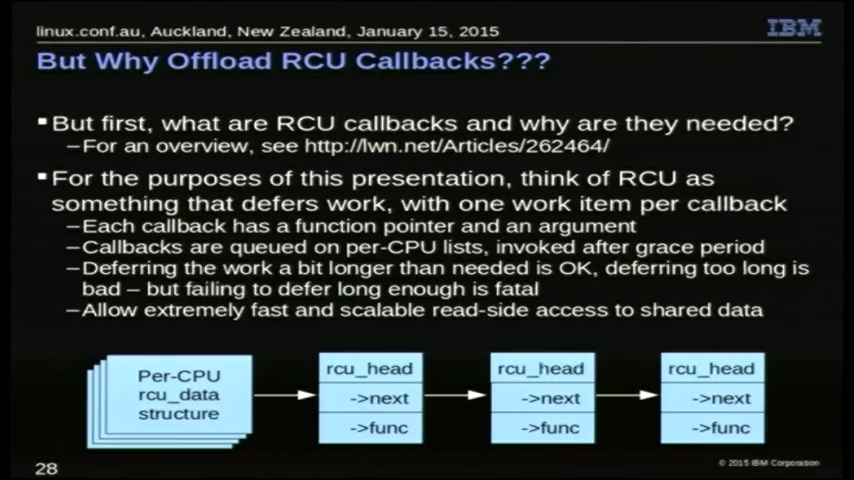 linux.conf.au, Auckland, New Zealand, January 15, 2015
IBM
But Why Offload RCU Callbacks???
But first, what are RCU callbacks and why are they needed?
–For an overview, see http://lwn.net/Articles/262464/
For the purposes of this presentation, think of RCU as
something that defers work, with one work item per callback
–Each callback has a function pointer and an argument
–Callbacks are queued on per-CPU lists, invoked after grace period
–Deferring the work a bit longer than needed is OK, deferring too long is
bad – but failing to defer long enough is fatal
–Allow extremely fast and scalable read-side access to shared data
Per-CPU
rcu_data
structure
rcu_head
->next
->func
rcu_head
->next
->func
rcu_head
->next
->func
28
© 2015 IBM Corporation